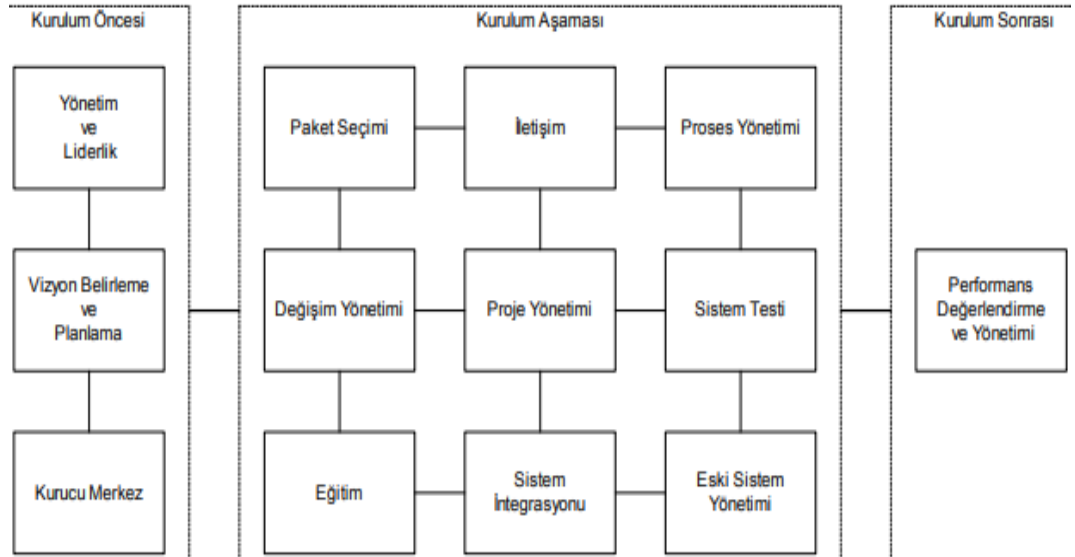 Kurulum Öncesi
Kurulum Aşaması
Kurulum Sonrası
Yönetim
ve
Liderlik
Paket Seçimi
İletişim
Proses Yönetimi
Vizyon Belirleme
ve
Planlama
Değişim Yönetimi
Proje Yönetimi
Sistem Testi
Performans
Değerlendirme
ve Yönetimi
Kurucu Merkez
Eğitim
Sistem
İntegrasyonu
Eski Sistem
Yönetimi